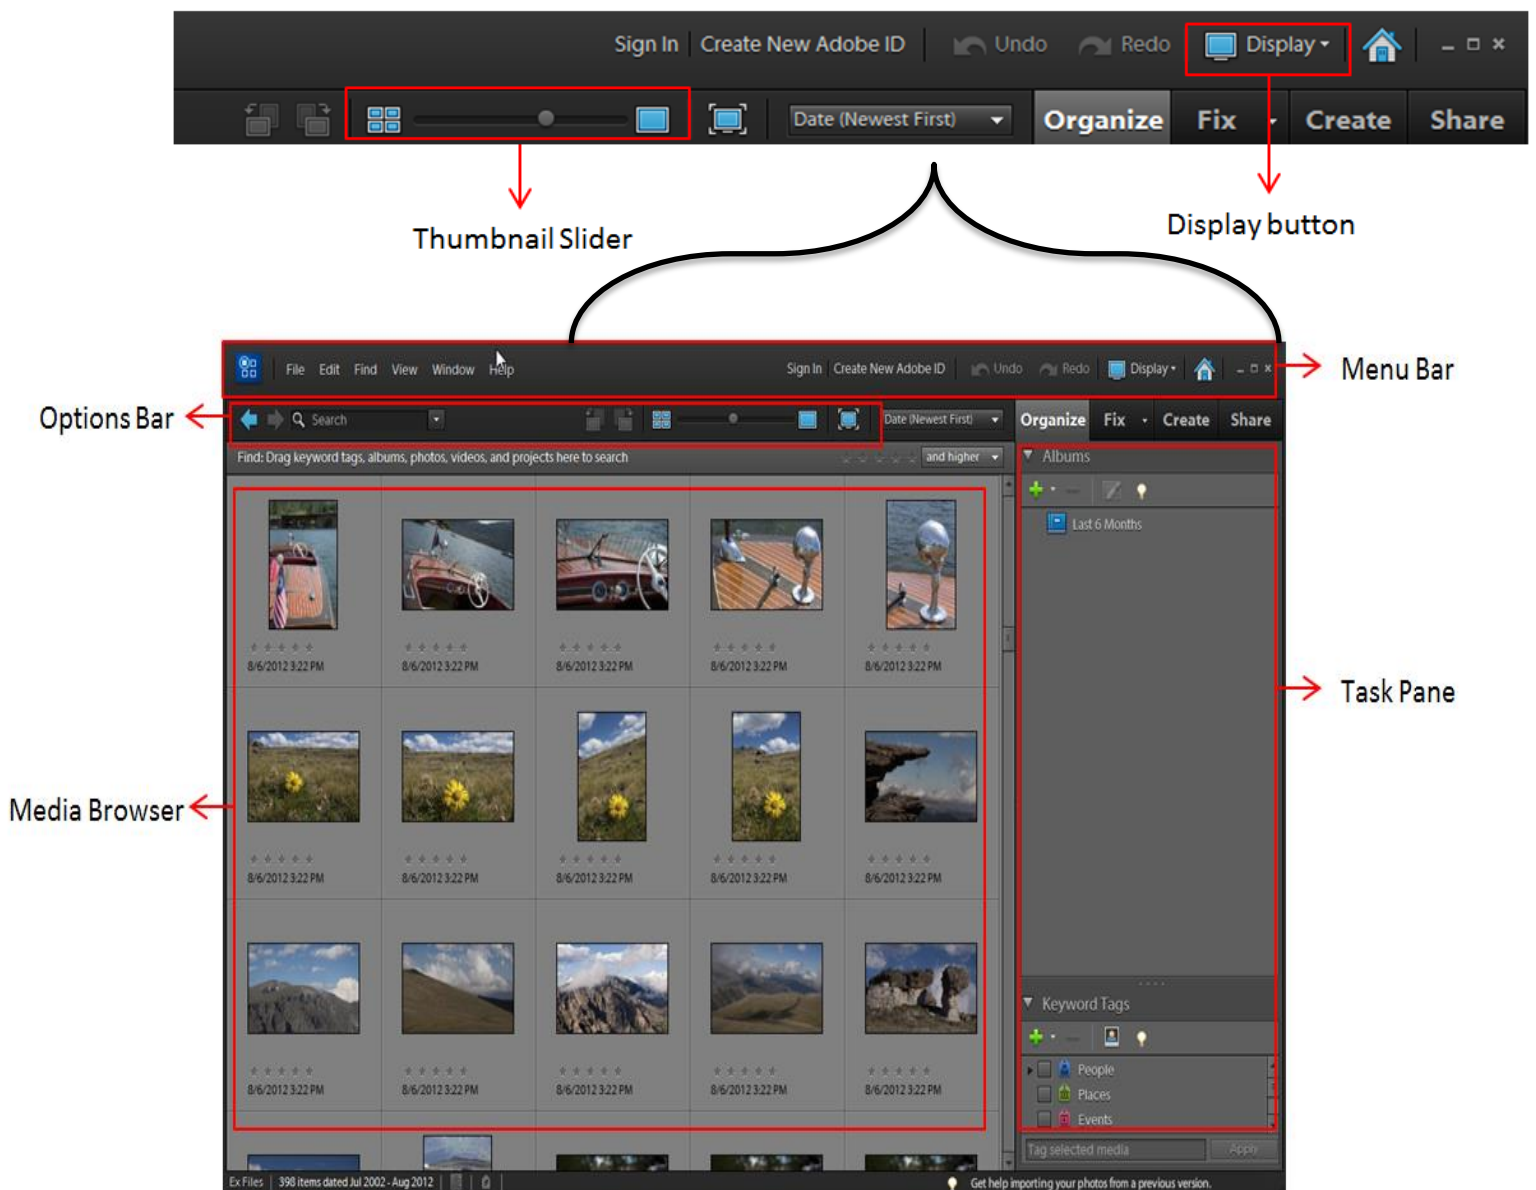 Sign In Create New Adobe ID Undo Redo Display
Date (Newest First) Organize Fix Create Share
Thumbnail Slider
Display button
File Edit Find View Window Help Sign In Create New Adobe ID Undo Redo Display
Menu Bar
Options Bar
Search Date (Newest First) Organize Fix Create Share
Find: Drag keyword tags, albums, photos, videos, and projects here to search and higher
Albums
Last 6 Months
8/6/2012 3:22 PM 8/6/2012 3:22 PM 8/6/2012 3:22 PM 8/6/2012 3:22 PM 8/6/2012 3:22 PM
Task Pane
Media Browser
8/6/2012 3:22 PM 8/6/2012 3:22 PM 8/6/2012 3:22 PM 8/6/2012 3:22 PM 8/6/2012 3:22 PM
Keyword Tags
People
8/6/2012 3:22 PM 8/6/2012 3:22 PM 8/6/2012 3:22 PM 8/6/2012 3:22 PM 8/6/2012 3:22 PM
Places
Events
Tag selected media Apply
Ex Files 398 items dated Jul 2002 - Aug 2012 Get help importing your photos from a previous version.